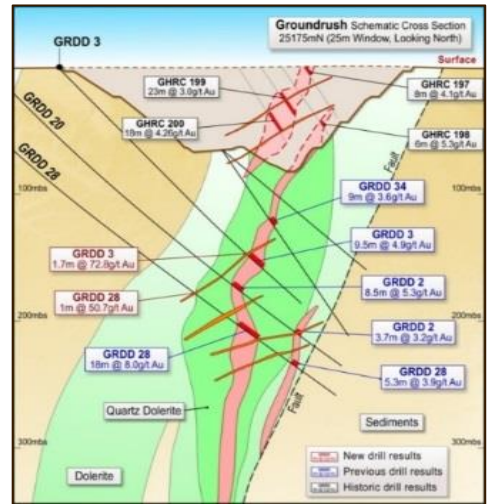 Groundrush Schematic Cross Section
25175mN (25m Window, Looking North)
GRDD 3
Surface
GHRC 199
23m @ 3.0g/t Au
GHRC 197
8m @ 4.1g/t Au
GRDD 20
GHRC 200
18m @ 4.26g/t Au
GHRC 198
6m @ 5.3g/t Au
GRDD 28
Fault
100mbs
GRDD 34
9m @ 3.6g/t Au
GRDD 3
9.5m @ 4.9g/t Au
GRDD 3
1.7m @ 72.8g/t Au
GRDD 2
8.5m @ 5.3g/t Au
GRDD 28
1m @ 50.7g/t Au
200mbs
GRDD 2
3.7m @ 3.2g/t Au
GRDD 28
18m @ 8.0g/t Au
GRDD 28
5.3m @ 3.9g/t Au
Fault
Quartz Dolerite
Sediments
300mbs
Dolerite
New drill results
Previous drill results
Historic drill results